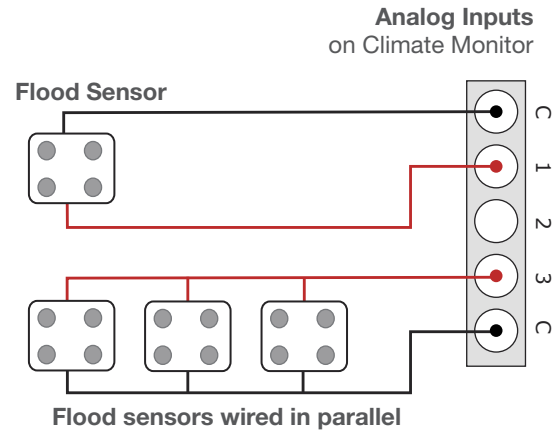 Analog Inputs
on Climate Monitor
Flood Sensor
C
1
2
3
C
Flood sensors wired in parallel